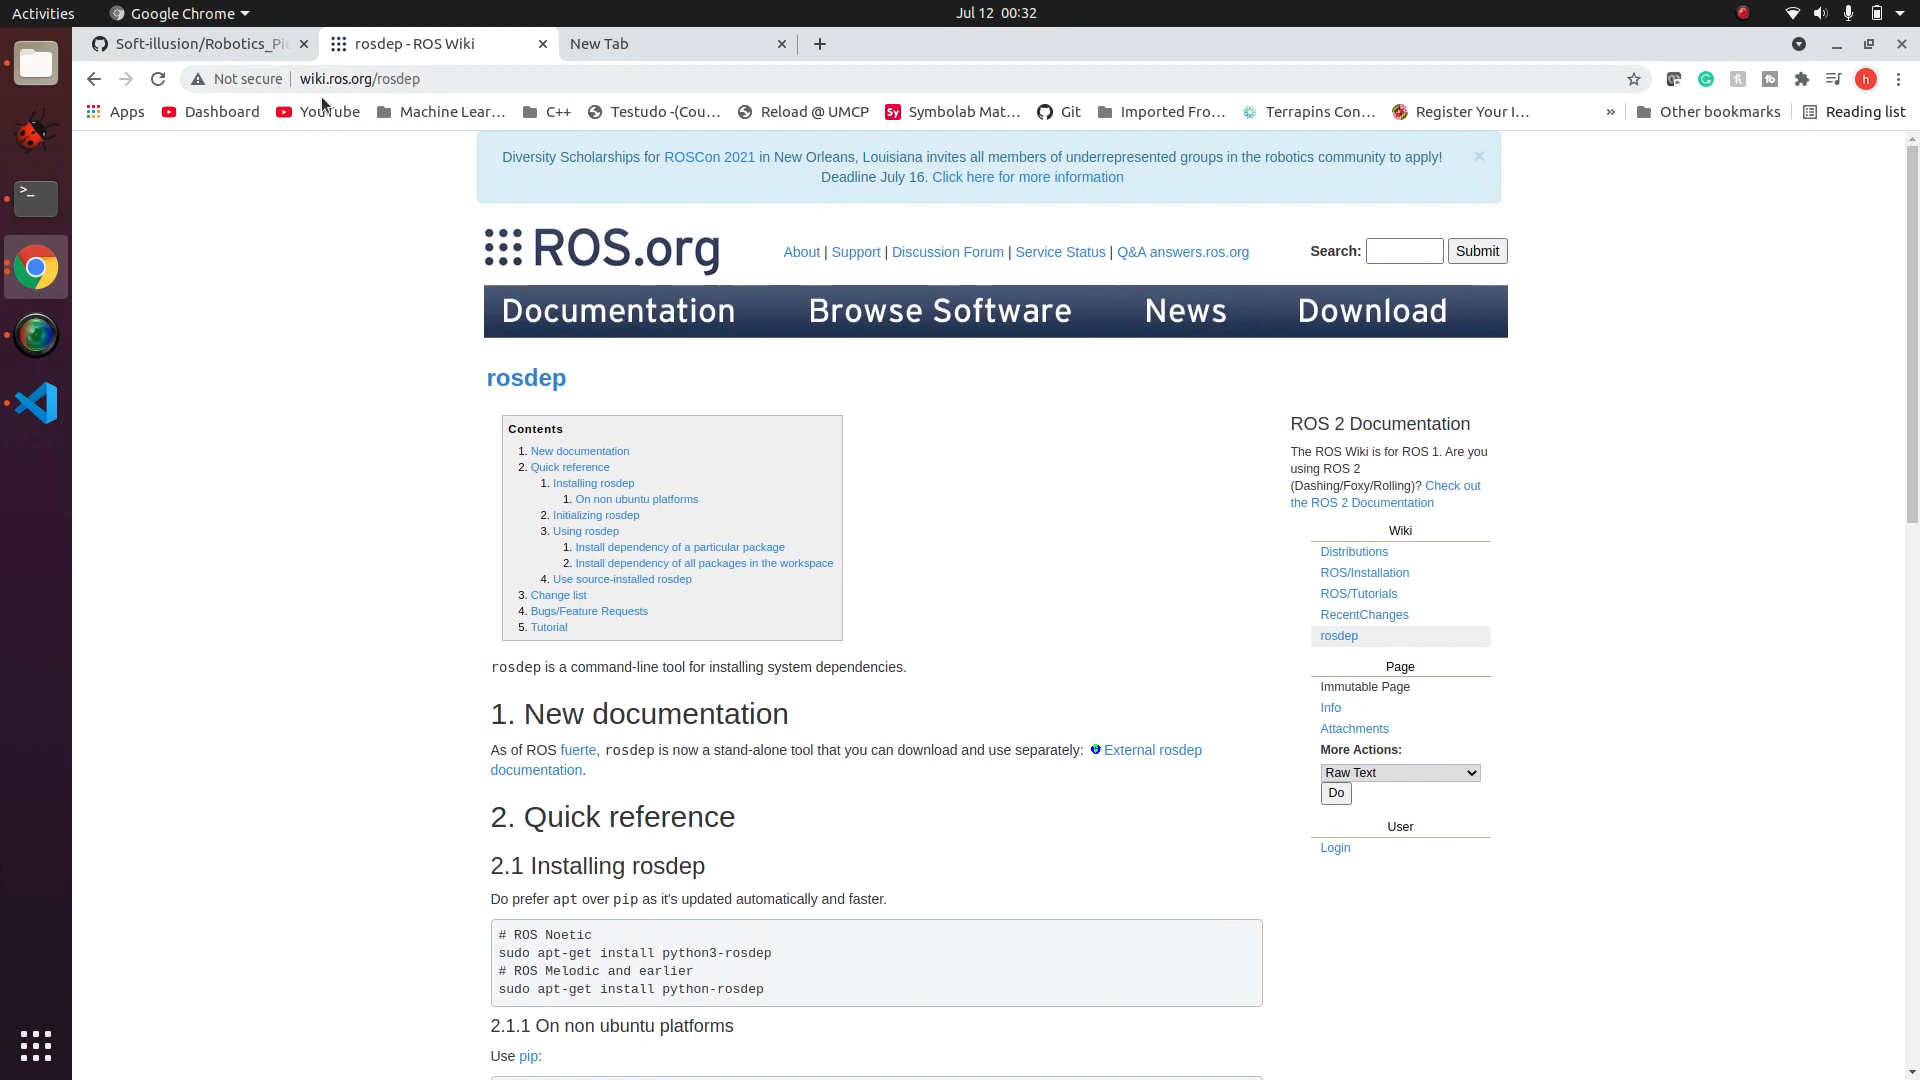 Activities Google Chrome Jul 12 00:32
Soft-illusion/Robotics_Pi rosdep - ROS Wiki New Tab
Not secure wiki.ros.org/rosdep h
Apps Dashboard YouTube Machine Lear... C++ Testudo -(Cou... Reload @ UMCP Sy Symbolab Mat... Git Imported Fro... Terrapins Con... Register Your I... » Other bookmarks Reading list
Diversity Scholarships for ROSCon 2021 in New Orleans, Louisiana invites all members of underrepresented groups in the robotics community to apply!
Deadline July 16. Click here for more information
ROS.org
About | Support | Discussion Forum | Service Status | Q&A answers.ros.org
Search: Submit
Documentation Browse Software News Download
rosdep
Contents
1. New documentation
2. Quick reference
1. Installing rosdep
1. On non ubuntu platforms
2. Initializing rosdep
3. Using rosdep
1. Install dependency of a particular package
2. Install dependency of all packages in the workspace
4. Use source-installed rosdep
3. Change list
4. Bugs/Feature Requests
5. Tutorial
rosdep is a command-line tool for installing system dependencies.
1. New documentation
As of ROS fuerte, rosdep is now a stand-alone tool that you can download and use separately: External rosdep
documentation.
2. Quick reference
2.1 Installing rosdep
Do prefer apt over pip as it's updated automatically and faster.
# ROS Noetic
sudo apt-get install python3-rosdep
# ROS Melodic and earlier
sudo apt-get install python-rosdep
2.1.1 On non ubuntu platforms
Use pip:
ROS 2 Documentation
The ROS Wiki is for ROS 1. Are you
using ROS 2
(Dashing/Foxy/Rolling)? Check out
the ROS 2 Documentation
Wiki
Distributions
ROS/Installation
ROS/Tutorials
RecentChanges
rosdep
Page
Immutable Page
Info
Attachments
More Actions:
Raw Text
Do
User
Login